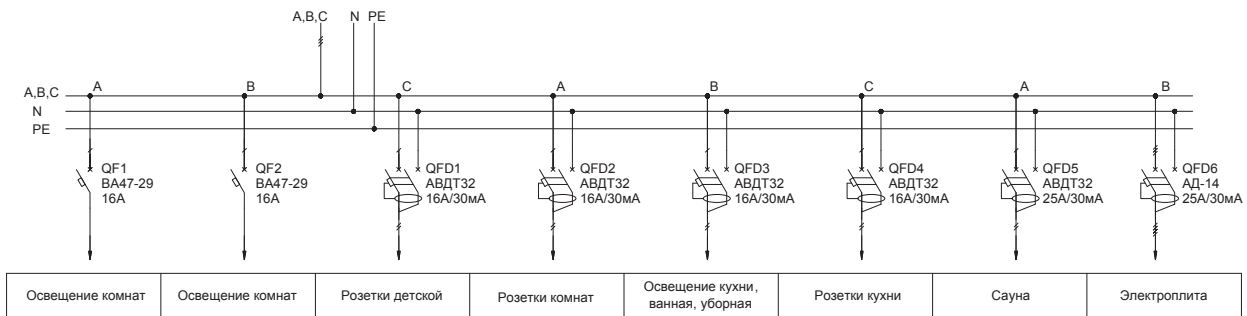 A,B,C N PE
A,B,C A B C A B C A B
N
PE
QF1
ВА47-29
16А
QF2
ВА47-29
16А
QFD1
АВДТ32
16А/30мА
QFD2
АВДТ32
16А/30мА
QFD3
АВДТ32
16А/30мА
QFD4
АВДТ32
16А/30мА
QFD5
АВДТ32
25А/30мА
QFD6
АД-14
25А/30мА
Освещение комнат
Освещение комнат
Розетки детской
Розетки комнат
Освещение кухни,
ванная, уборная
Розетки кухни
Сауна
Электроплита